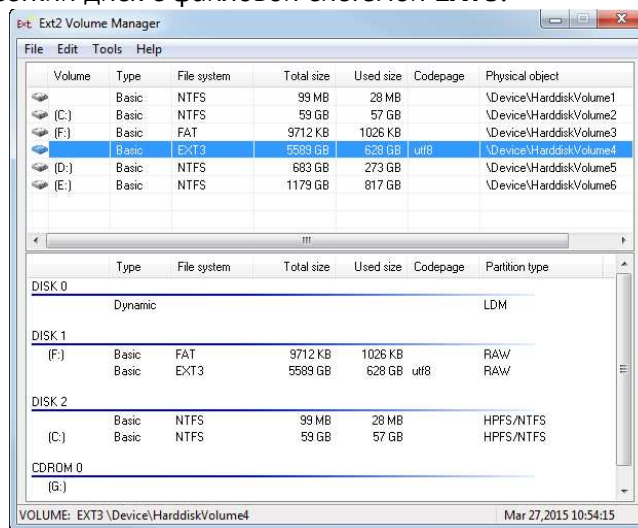 диск с файловой системой EXT3.
Ext2 Volume Manager
File Edit Tools Help
Volume Type File system Total size Used size Codepage Physical object
Basic NTFS 99 MB 28 MB \Device\HarddiskVolume1
(C:) Basic NTFS 59 GB 57 GB \Device\HarddiskVolume2
(F:) Basic FAT 9712 KB 1026 KB \Device\HarddiskVolume3
Basic EXT3 5589 GB 628 GB utf8 \Device\HarddiskVolume4
(D:) Basic NTFS 683 GB 273 GB \Device\HarddiskVolume5
(E:) Basic NTFS 1179 GB 817 GB \Device\HarddiskVolume6
Type File system Total size Used size Codepage Partition type
DISK 0
Dynamic LDM
DISK 1
(F:) Basic FAT 9712 KB 1026 KB RAW
Basic EXT3 5589 GB 628 GB utf8 RAW
DISK 2
Basic NTFS 99 MB 28 MB HPFS/NTFS
(C:) Basic NTFS 59 GB 57 GB HPFS/NTFS
CDROM 0
(G:)
VOLUME: EXT3 \Device\HarddiskVolume4 Mar 27,2015 10:54:15